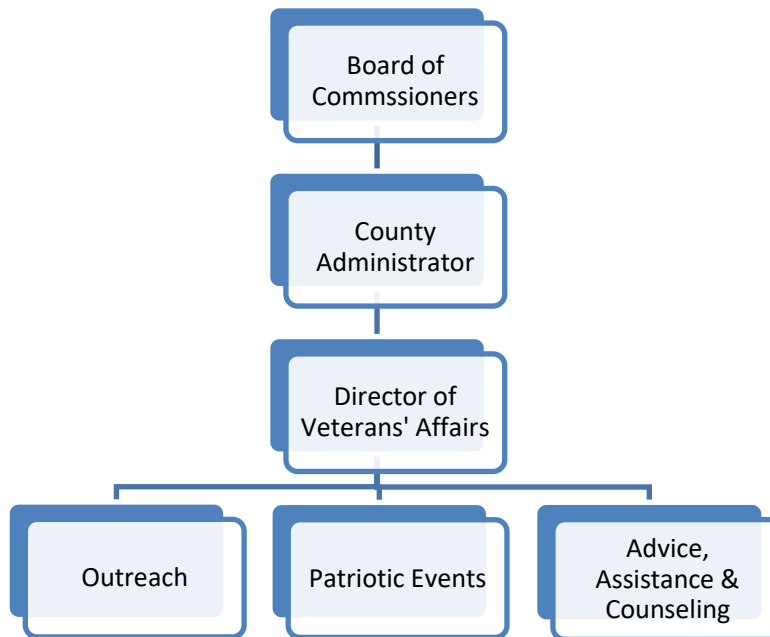 Board of
Commssioners
County
Administrator
Director of
Veterans' Affairs
Outreach
Patriotic Events
Advice,
Assistance &
Counseling